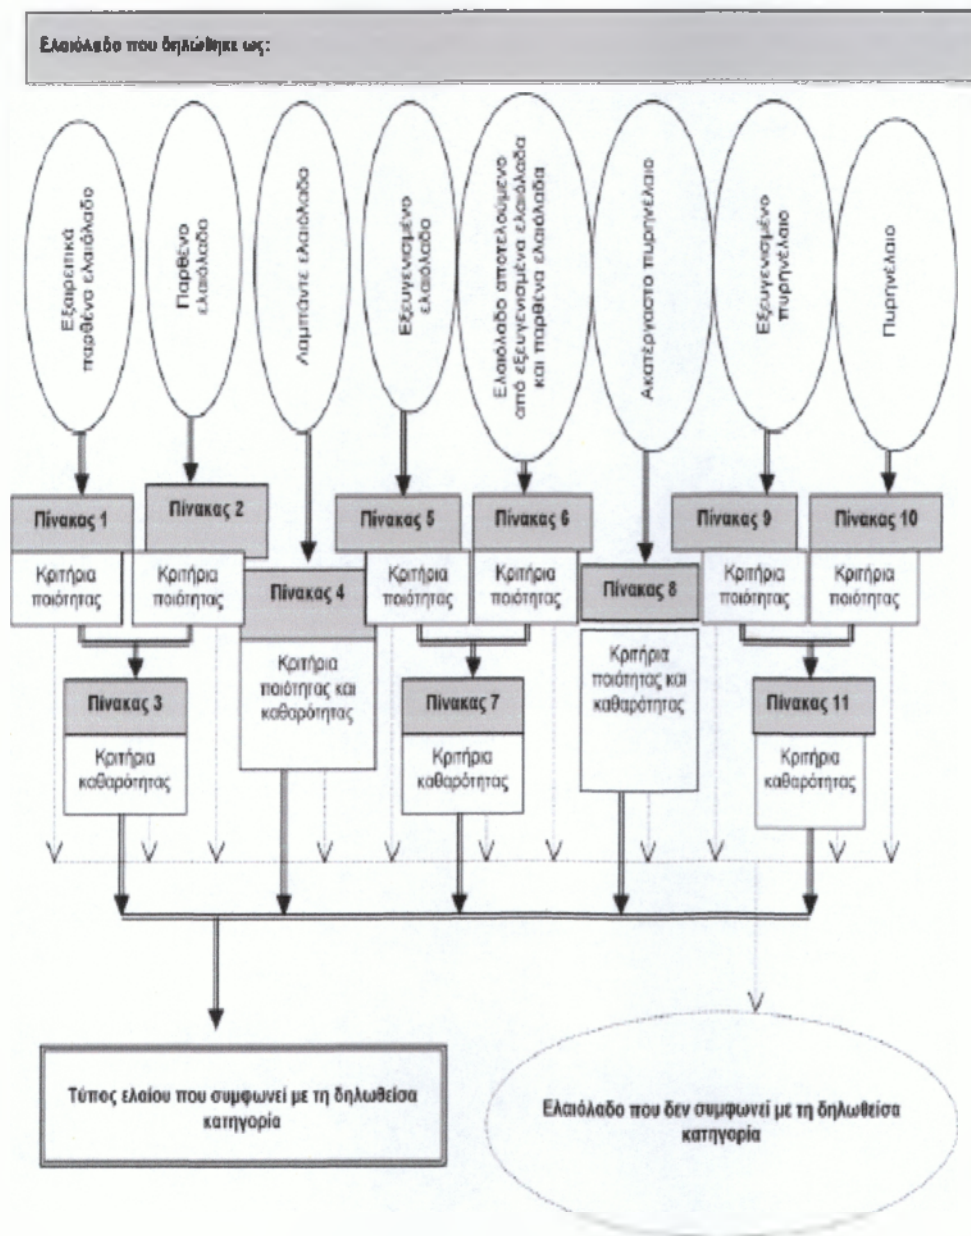 Ελαιόλαδο που δηλώθηκε ως:
Εξαιρετικά
παρθένα ελαιόλαδο
Παρθένο
ελαιόλαδα
Λαμπάντε ελαιόλαδα
Εξευγενισμένο
ελαιόλαδα
Ελαιόλαδο αποτελούμενο
από εξευγενισμένα ελαιόλαδα
και παρθένα ελαιόλαδα
Ακατέργαστο πυρηνέλαιο
Εξευγενισμένο
πυρηνέλαιο
Πυρηνέλαιο
Πίνακας 1
Πίνακας 2
Πίνακας 5
Πίνακας 6
Πίνακας 9
Πίνακας 10
Κριτήρια
ποιότητας
Κριτήρια
ποιότητας
Πίνακας 4
Κριτήρια
ποιότητας
Κριτήρια
ποιότητας
Πίνακας 8
Κριτήρια
ποιότητας
Κριτήρια
ποιότητας
Κριτήρια
ποιότητας και
καθαρότητας
Κριτήρια
ποιότητας και
καθαρότητας
Πίνακας 3
Πίνακας 7
Πίνακας 11
Κριτήρια
καθαρότητας
Κριτήρια
καθαρότητας
Κριτήρια
καθαρότητας
Τύπος ελαίου που συμφωνεί με τη δηλωθείσα
κατηγορία
Ελαιόλαδο που δεν συμφωνεί με τη δηλωθείσα
κατηγορία